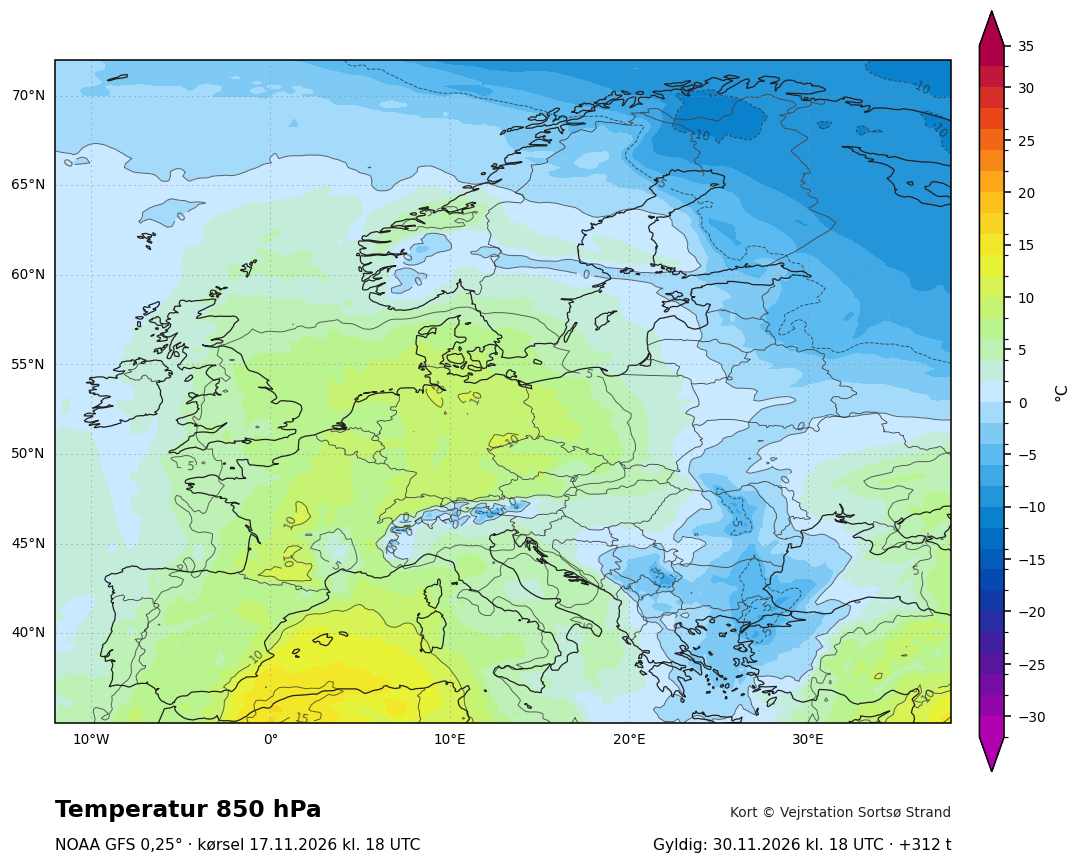 70°N
65°N
60°N
55°N
50°N
45°N
40°N
10°W
0°
10°E
20°E
30°E
35
30
25
20
15
10
5
0
−5
−10
−15
−20
−25
−30
°C
Temperatur 850 hPa
Kort © Vejrstation Sortsø Strand
NOAA GFS 0,25° · kørsel 17.11.2026 kl. 18 UTC
Gyldig: 30.11.2026 kl. 18 UTC · +312 t